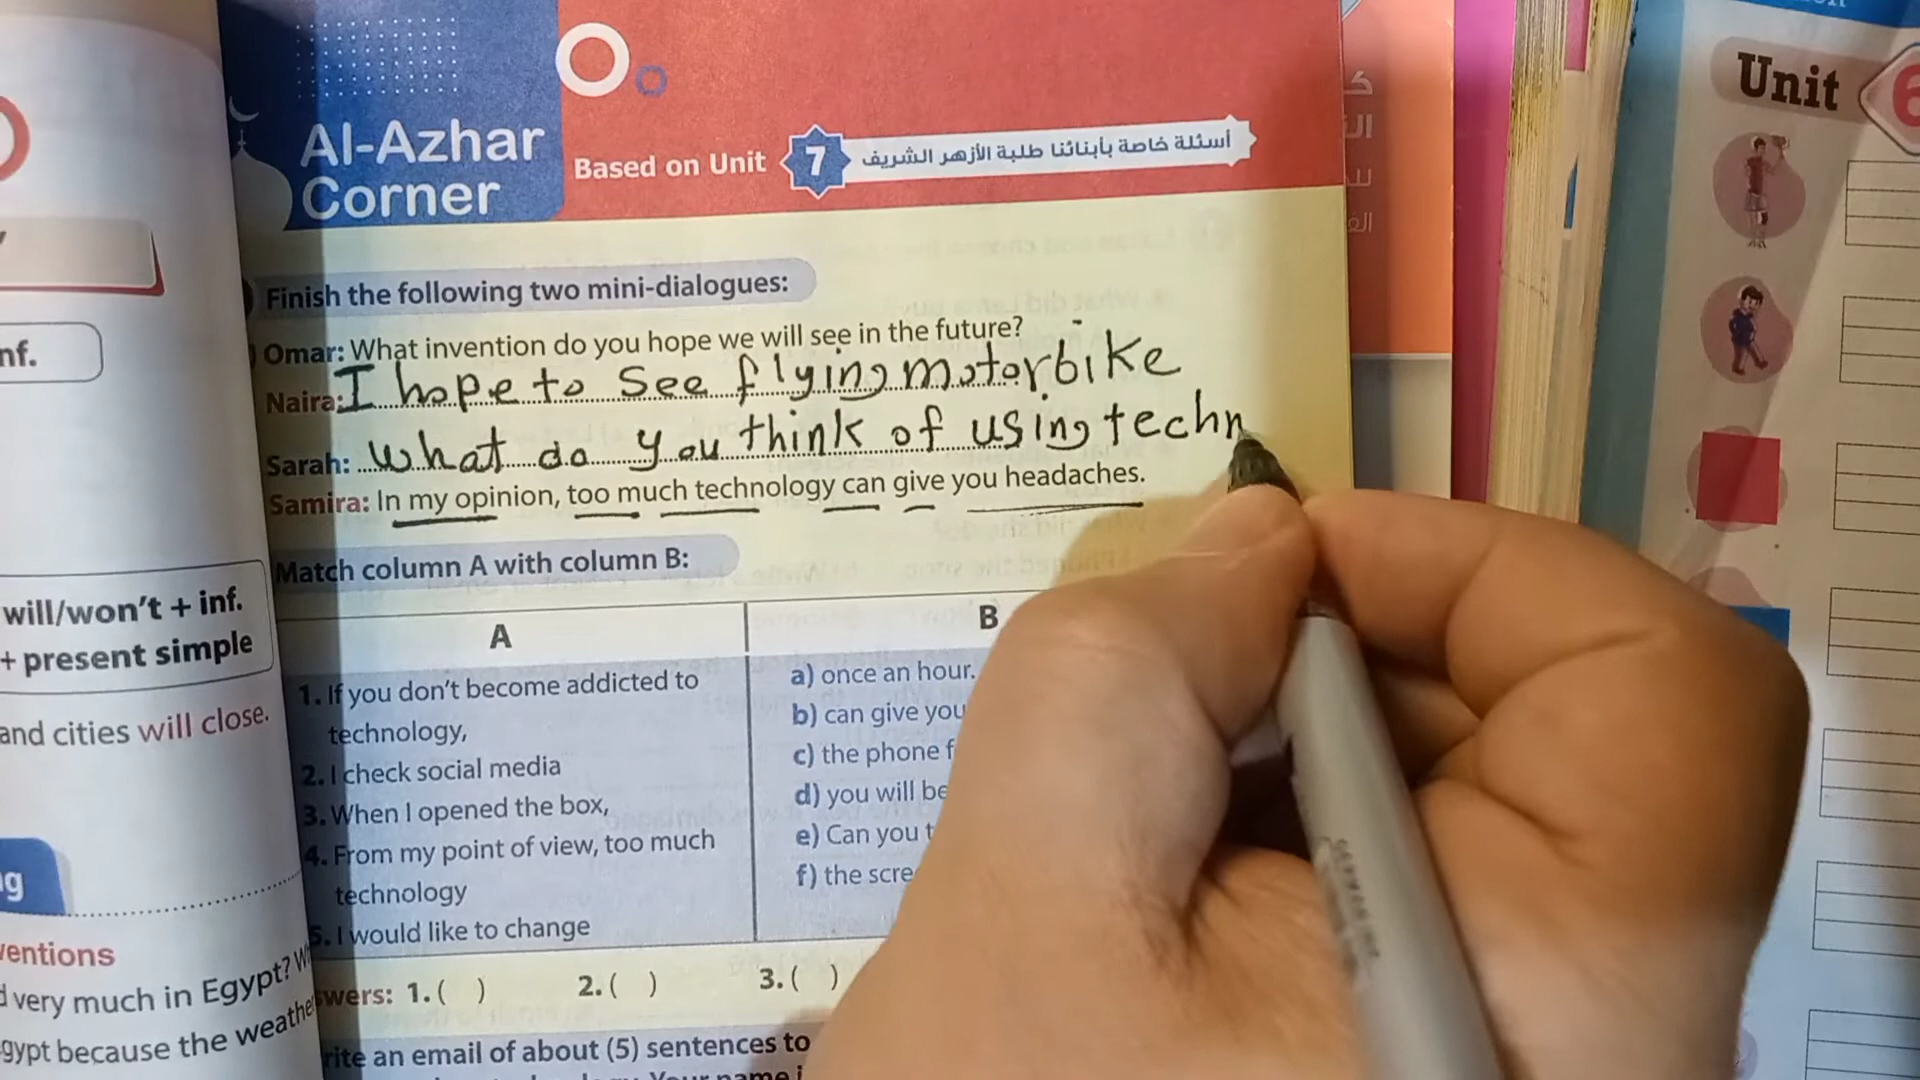 Al-Azhar
Corner
Based on Unit 7 أسئلة خاصة بأبنائنا طلبة الأزهر الشريف
Finish the following two mini-dialogues:
Omar: What invention do you hope we will see in the future?
Naira: I hope to see flying motorbike
Sarah: What do you think of using techn
Samira: In my opinion, too much technology can give you headaches.
Match column A with column B:
A
1. If you don't become addicted to
technology,
2. I check social media
3. When I opened the box,
4. From my point of view, too much
technology
5. I would like to change
B
a) once an hour.
b) can give you
c) the phone f
d) you will be
e) Can you t
f) the scre
swers: 1. ( ) 2. ( ) 3. ( )
rite an email of about (5) sentences to
nf.
will/won't + inf.
+ present simple
and cities will close.
ventions
very much in Egypt?
gypt because the weathe
Unit 6